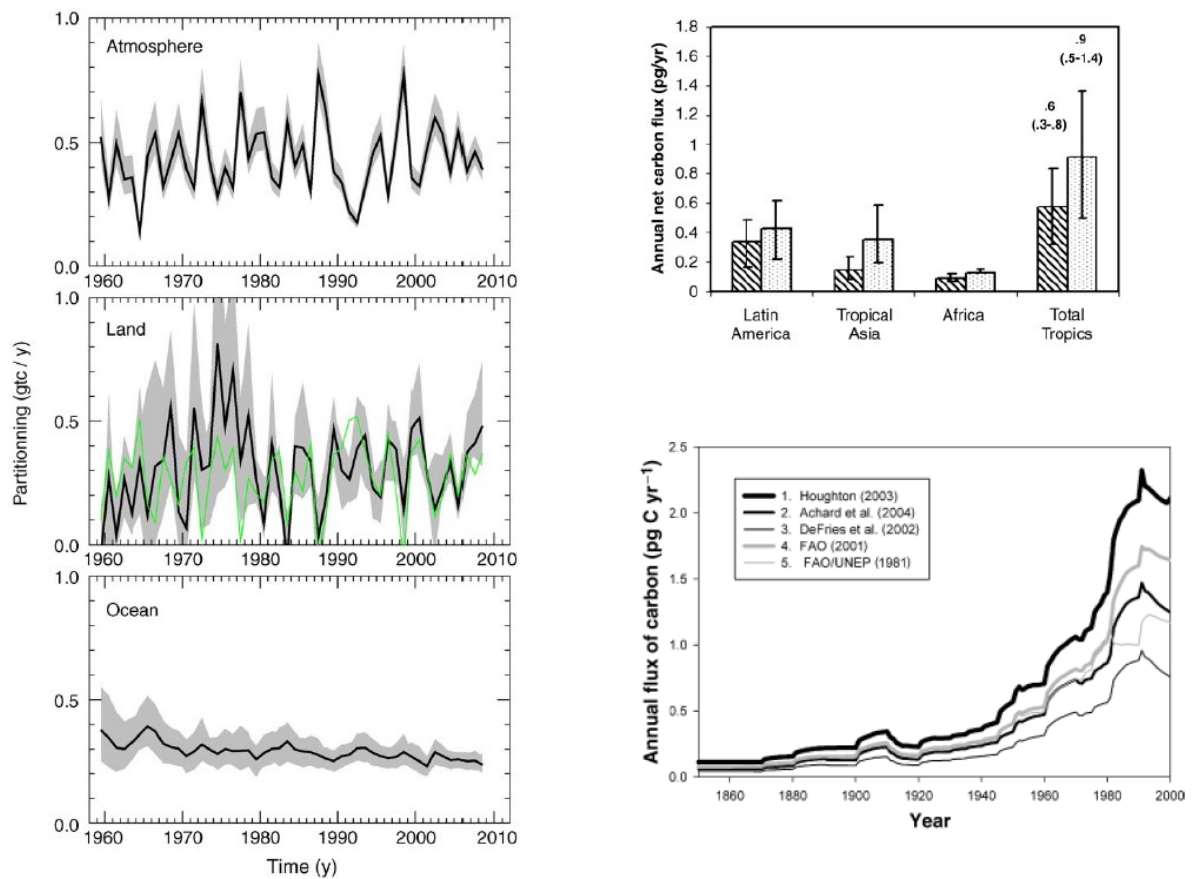 Partitionning (gtc / y)
1.0
Atmosphere
0.5
0.0
1960 1970 1980 1990 2000 2010
1.0
Land
0.5
0.0
1960 1970 1980 1990 2000 2010
1.0
Ocean
0.5
0.0
1960 1970 1980 1990 2000 2010
Time (y)
Annual net carbon flux (pg/yr)
1.8
1.6
1.4
1.2
1
0.8
0.6
0.4
0.2
0
.9
(.5-1.4)
.6
(.3-.8)
Latin
America
Tropical
Asia
Africa
Total
Tropics
Annual flux of carbon (pg C yr−1)
2.5
2.0
1.5
1.0
0.5
0.0
1. Houghton (2003)
2. Achard et al. (2004)
3. DeFries et al. (2002)
4. FAO (2001)
5. FAO/UNEP (1981)
1860 1880 1900 1920 1940 1960 1980 2000
Year